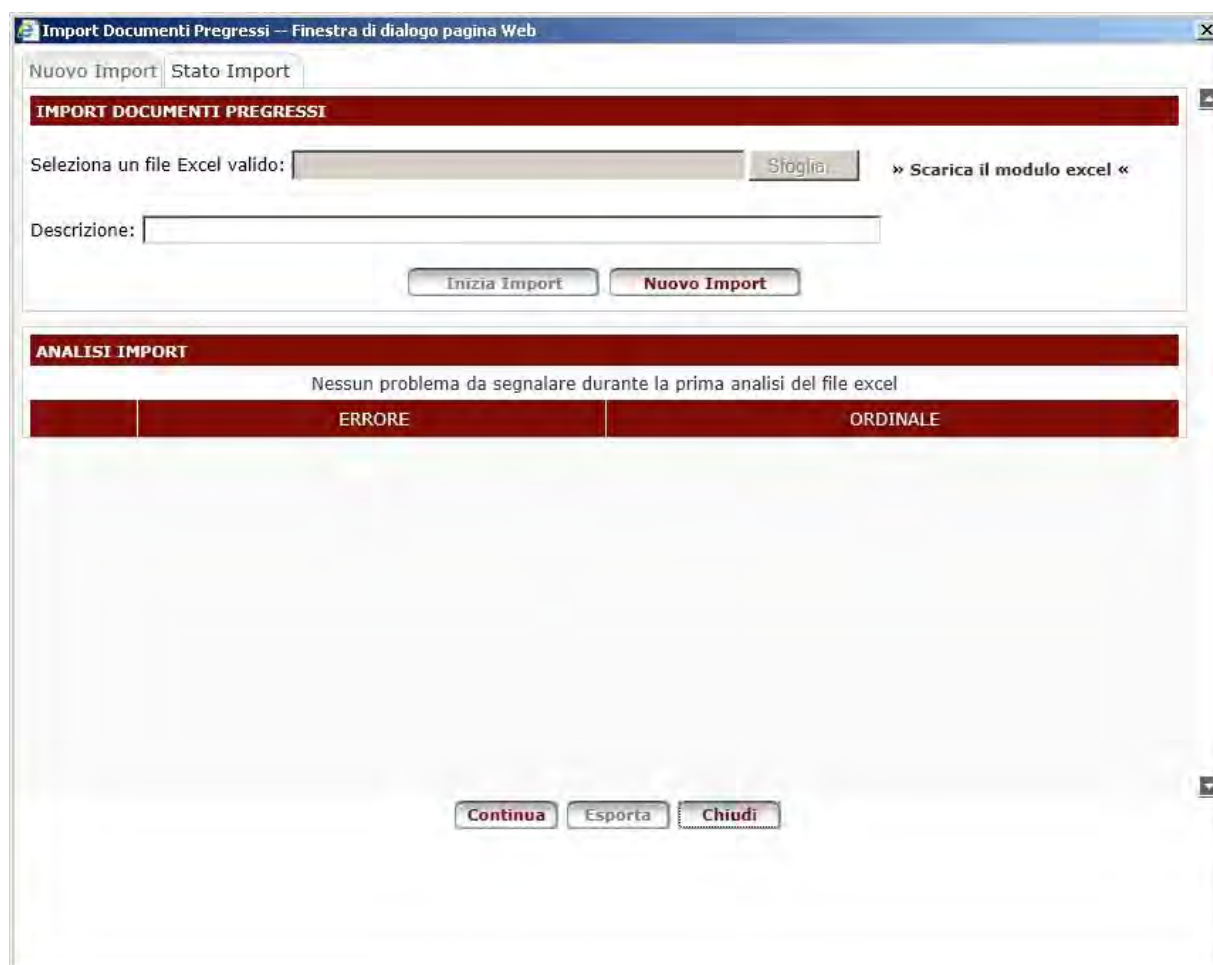 Import Documenti Pregressi -- Finestra di dialogo pagina Web
Nuovo Import Stato Import
IMPORT DOCUMENTI PREGRESSI
Seleziona un file Excel valido: Sfoglia... » Scarica il modulo excel «
Descrizione:
Inizia Import Nuovo Import
ANALISI IMPORT
Nessun problema da segnalare durante la prima analisi del file excel
ERRORE ORDINALE
Continua Esporta Chiudi